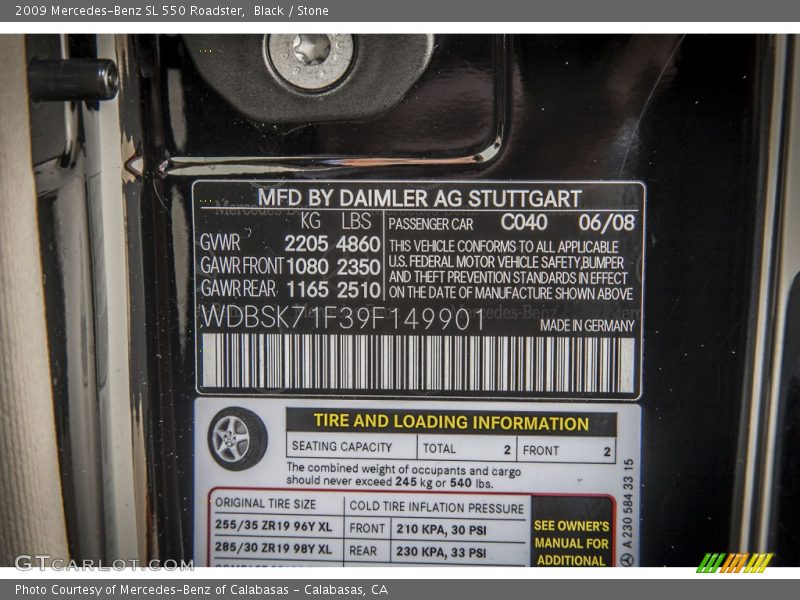 2009 Mercedes-Benz SL 550 Roadster, Black / Stone
MFD BY DAIMLER AG STUTTGART
KG LBS PASSENGER CAR C040 06/08
GVWR 2205 4860
GAWR FRONT 1080 2350
GAWR REAR 1165 2510
THIS VEHICLE CONFORMS TO ALL APPLICABLE
U.S. FEDERAL MOTOR VEHICLE SAFETY,BUMPER
AND THEFT PREVENTION STANDARDS IN EFFECT
ON THE DATE OF MANUFACTURE SHOWN ABOVE
WDBSK71F39F149901 MADE IN GERMANY
TIRE AND LOADING INFORMATION
SEATING CAPACITY TOTAL 2 FRONT 2
The combined weight of occupants and cargo
should never exceed 245 kg or 540 lbs.
ORIGINAL TIRE SIZE COLD TIRE INFLATION PRESSURE
255/35 ZR19 96Y XL FRONT 210 KPA, 30 PSI
285/30 ZR19 98Y XL REAR 230 KPA, 33 PSI
SEE OWNER'S
MANUAL FOR
ADDITIONAL
A 230 584 33 15
GTCARLOT.COM
Photo Courtesy of Mercedes-Benz of Calabasas - Calabasas, CA